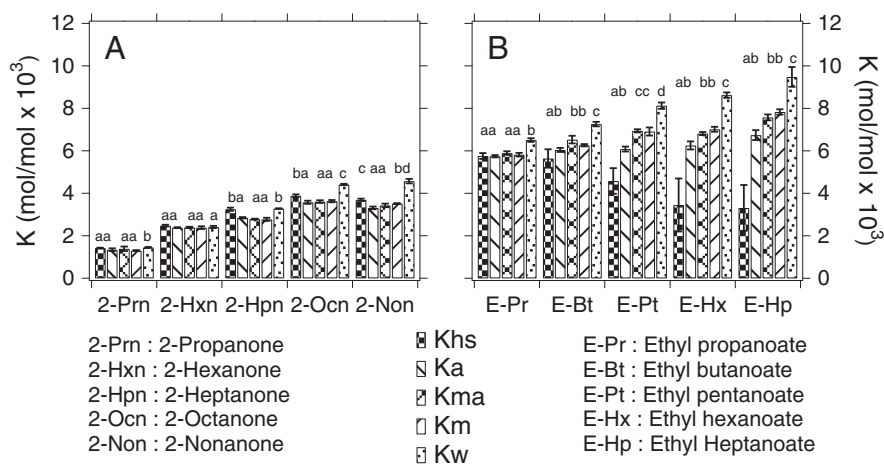 A
B
K (mol/mol x 10³)
12
10
8
6
4
2
0
aa aa b
aa aa a
ba aa b
ba aa c
c aa bd
2-Prn 2-Hxn 2-Hpn 2-Ocn 2-Non
aa aa b
ab bb c
ab cc d
ab bb c
ab bb c
E-Pr E-Bt E-Pt E-Hx E-Hp
12
10
8
6
4
2
0
K (mol/mol x 10³)
2-Prn : 2-Propanone
2-Hxn : 2-Hexanone
2-Hpn : 2-Heptanone
2-Ocn : 2-Octanone
2-Non : 2-Nonanone
Khs
Ka
Kma
Km
Kw
E-Pr : Ethyl propanoate
E-Bt : Ethyl butanoate
E-Pt : Ethyl pentanoate
E-Hx : Ethyl hexanoate
E-Hp : Ethyl Heptanoate